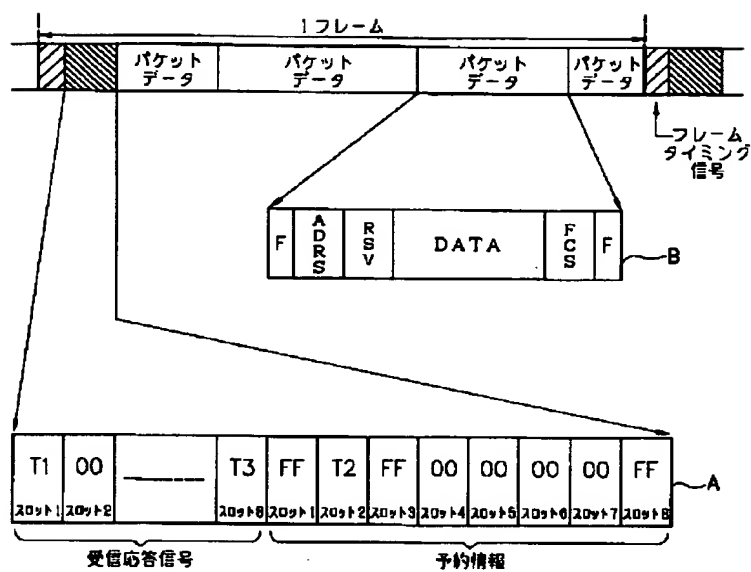 1フレーム
パケット
データ
パケット
データ
パケット
データ
パケット
データ
フレーム
タイミング
信号
F
ADRS
RSV
DATA
FCS
F
B
T1
00
T3
FF
T2
FF
00
00
00
00
FF
A
スロット1
スロット2
スロット8
スロット1
スロット2
スロット3
スロット4
スロット5
スロット6
スロット7
スロット8
受信応答信号
予約情報